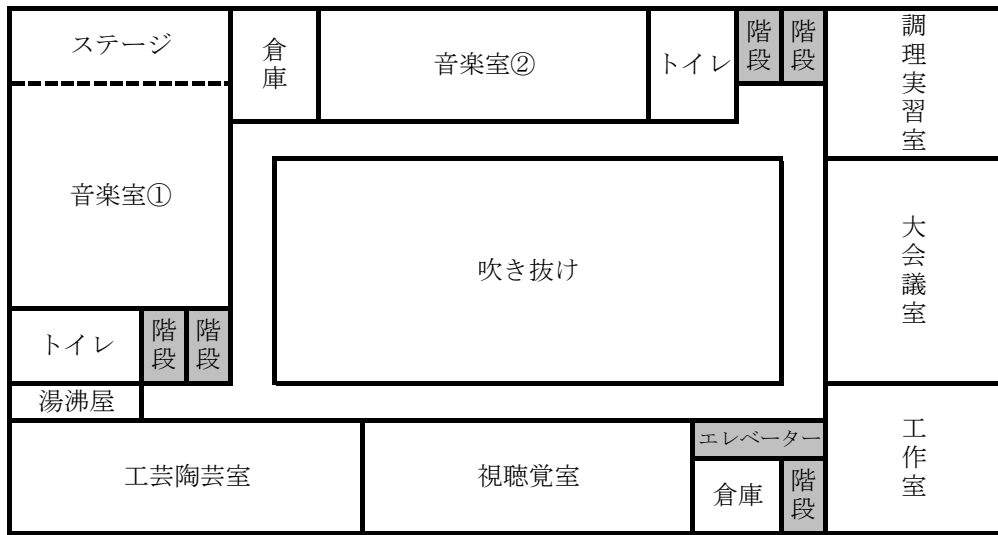 ステージ
倉庫
音楽室②
トイレ
階段
階段
調理実習室
音楽室①
吹き抜け
大会議室
トイレ
階段
階段
湯沸屋
工芸陶芸室
視聴覚室
エレベーター
倉庫
階段
工作室